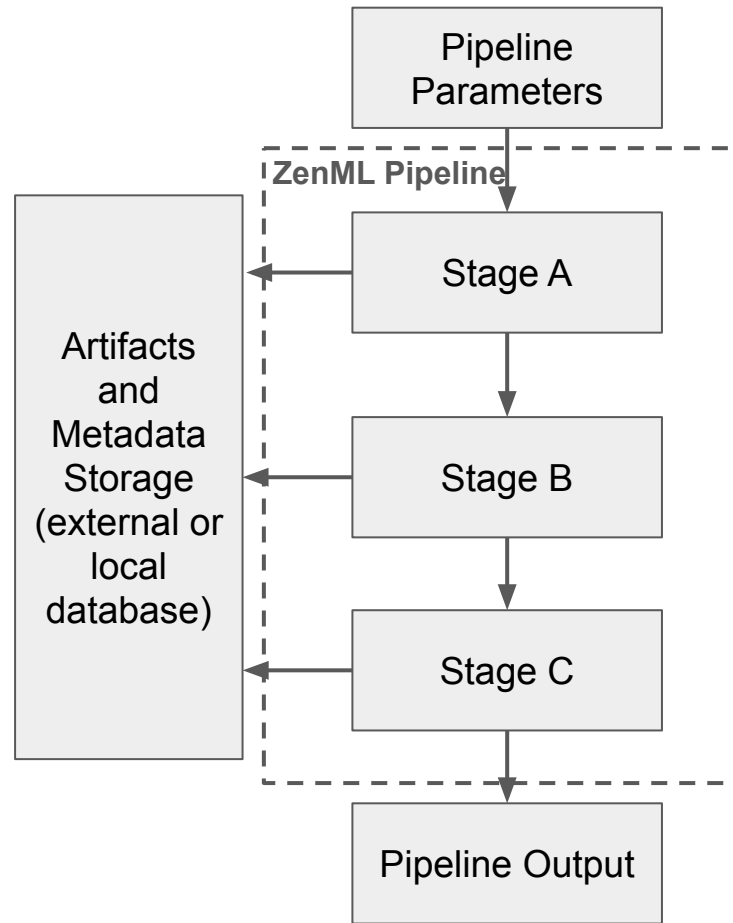 Pipeline
Parameters
ZenML Pipeline
Stage A
Artifacts
and
Metadata
Storage
(external or
local
database)
Stage B
Stage C
Pipeline Output